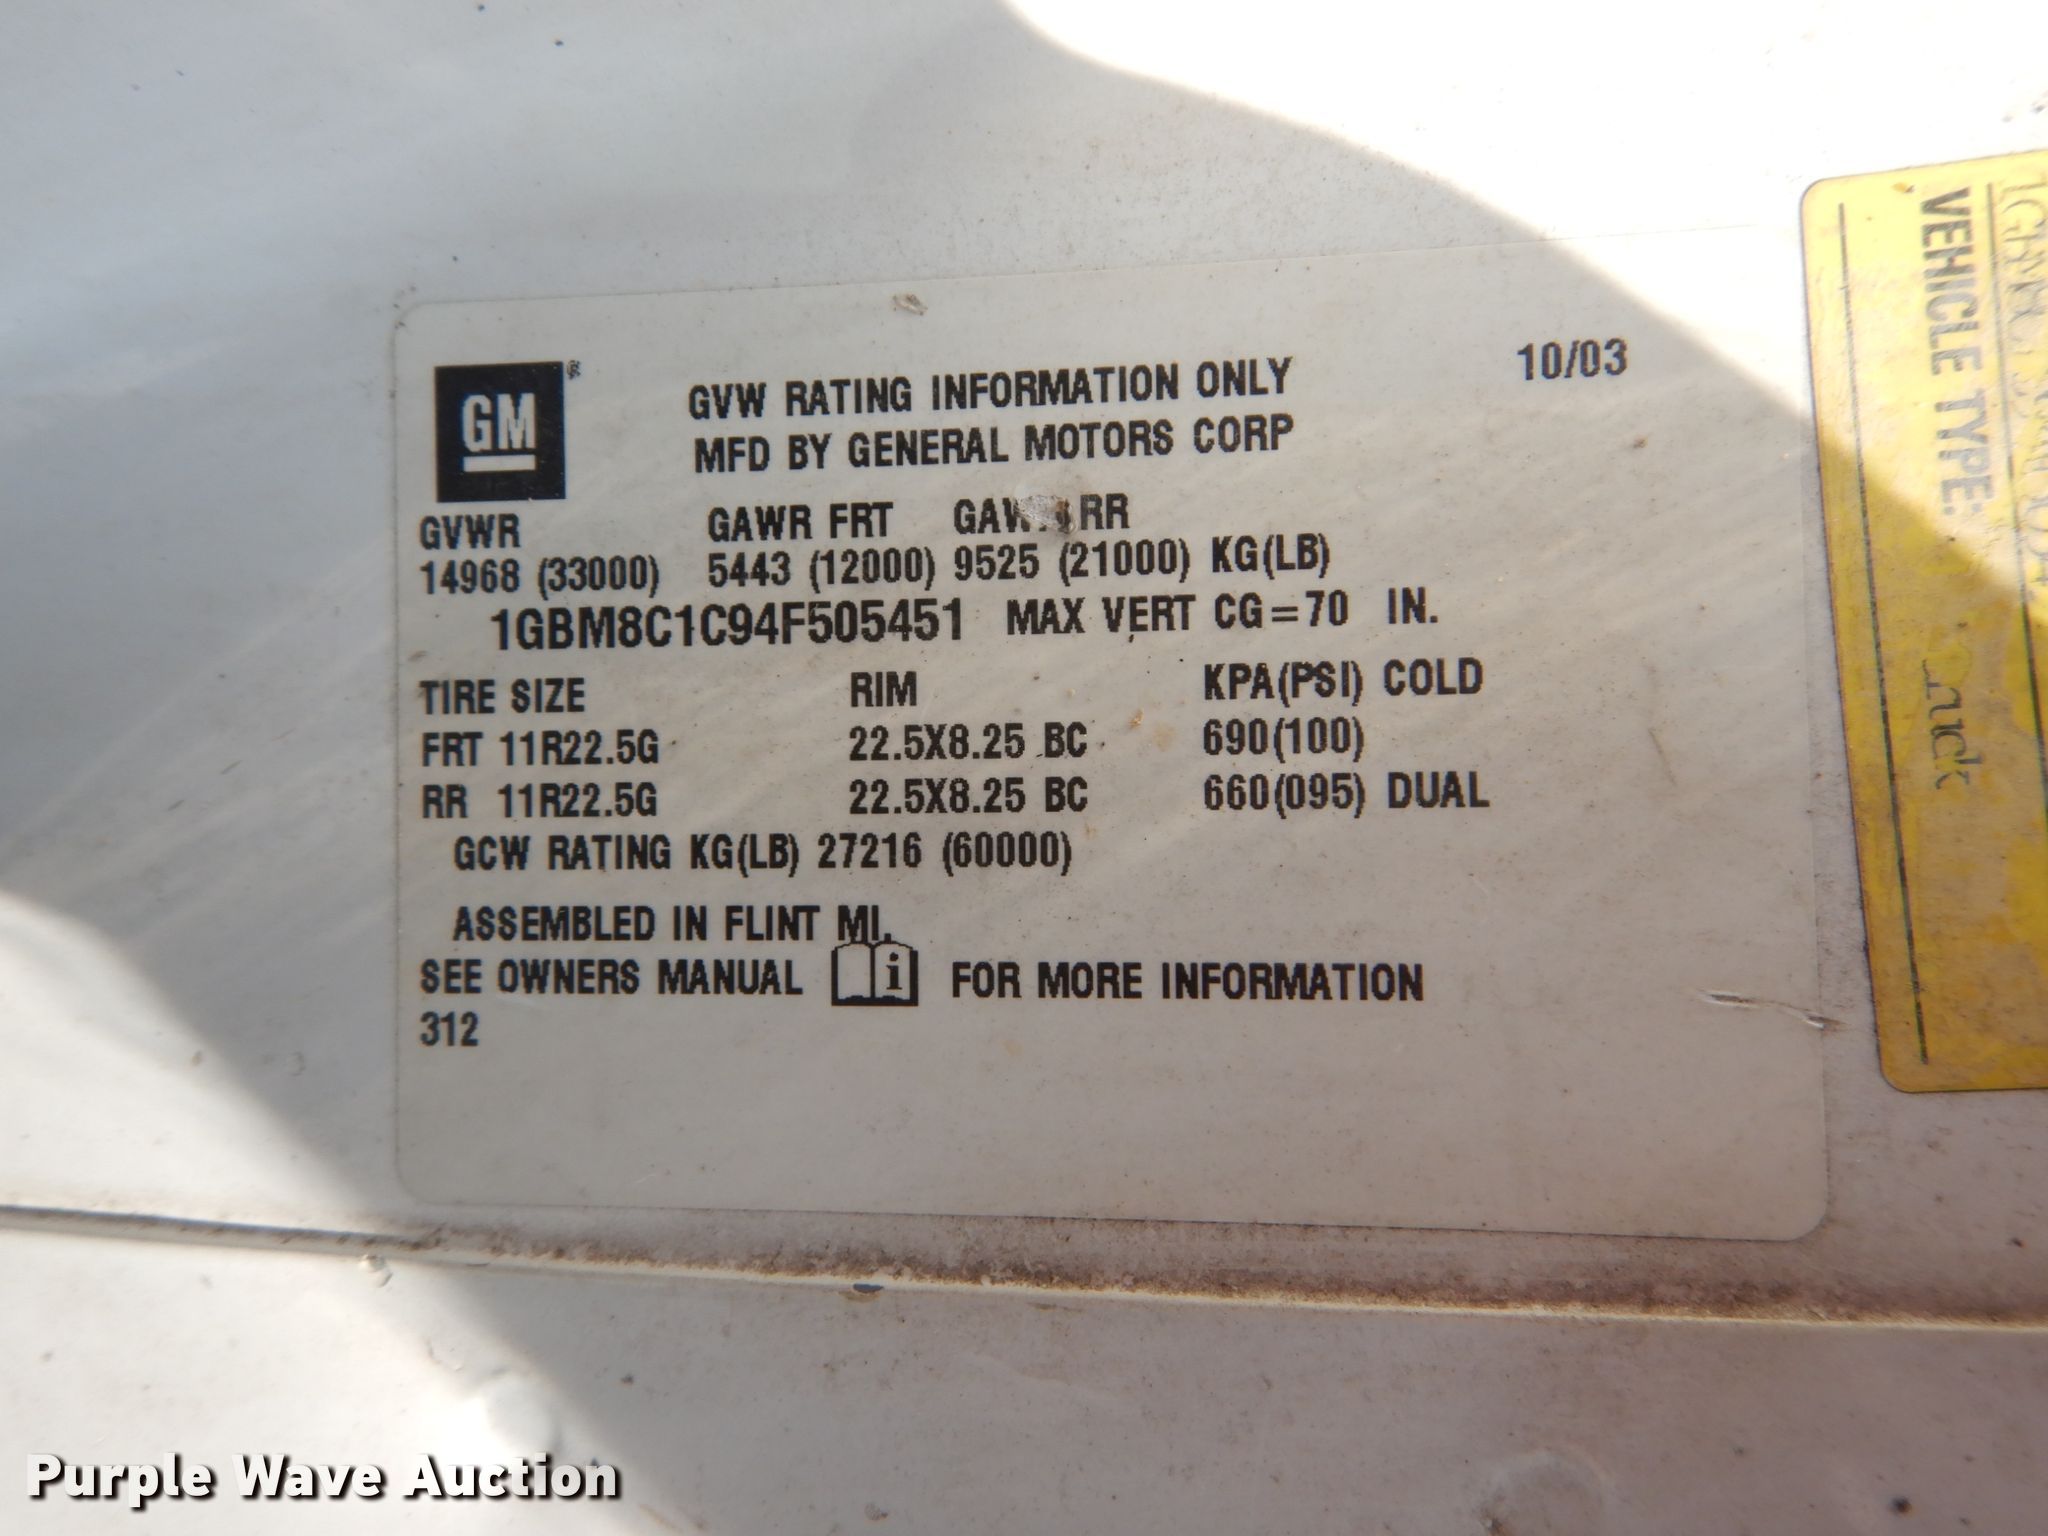 GM®
GVW RATING INFORMATION ONLY
10/03
MFD BY GENERAL MOTORS CORP
GVWR GAWR FRT RR
14968 (33000) 5443 (12000) 9525 (21000) KG(LB)
1GBM8C1C94F505451 MAX VERT CG=70 IN.
TIRE SIZE RIM KPA(PSI) COLD
FRT 11R22.5G 22.5X8.25 BC 690(100)
RR 11R22.5G 22.5X8.25 BC 660(095) DUAL
GCW RATING KG(LB) 27216 (60000)
ASSEMBLED IN FLINT MI.
SEE OWNERS MANUAL i FOR MORE INFORMATION
312
VEHICLE TYPE:
Truck
Purple Wave Auction